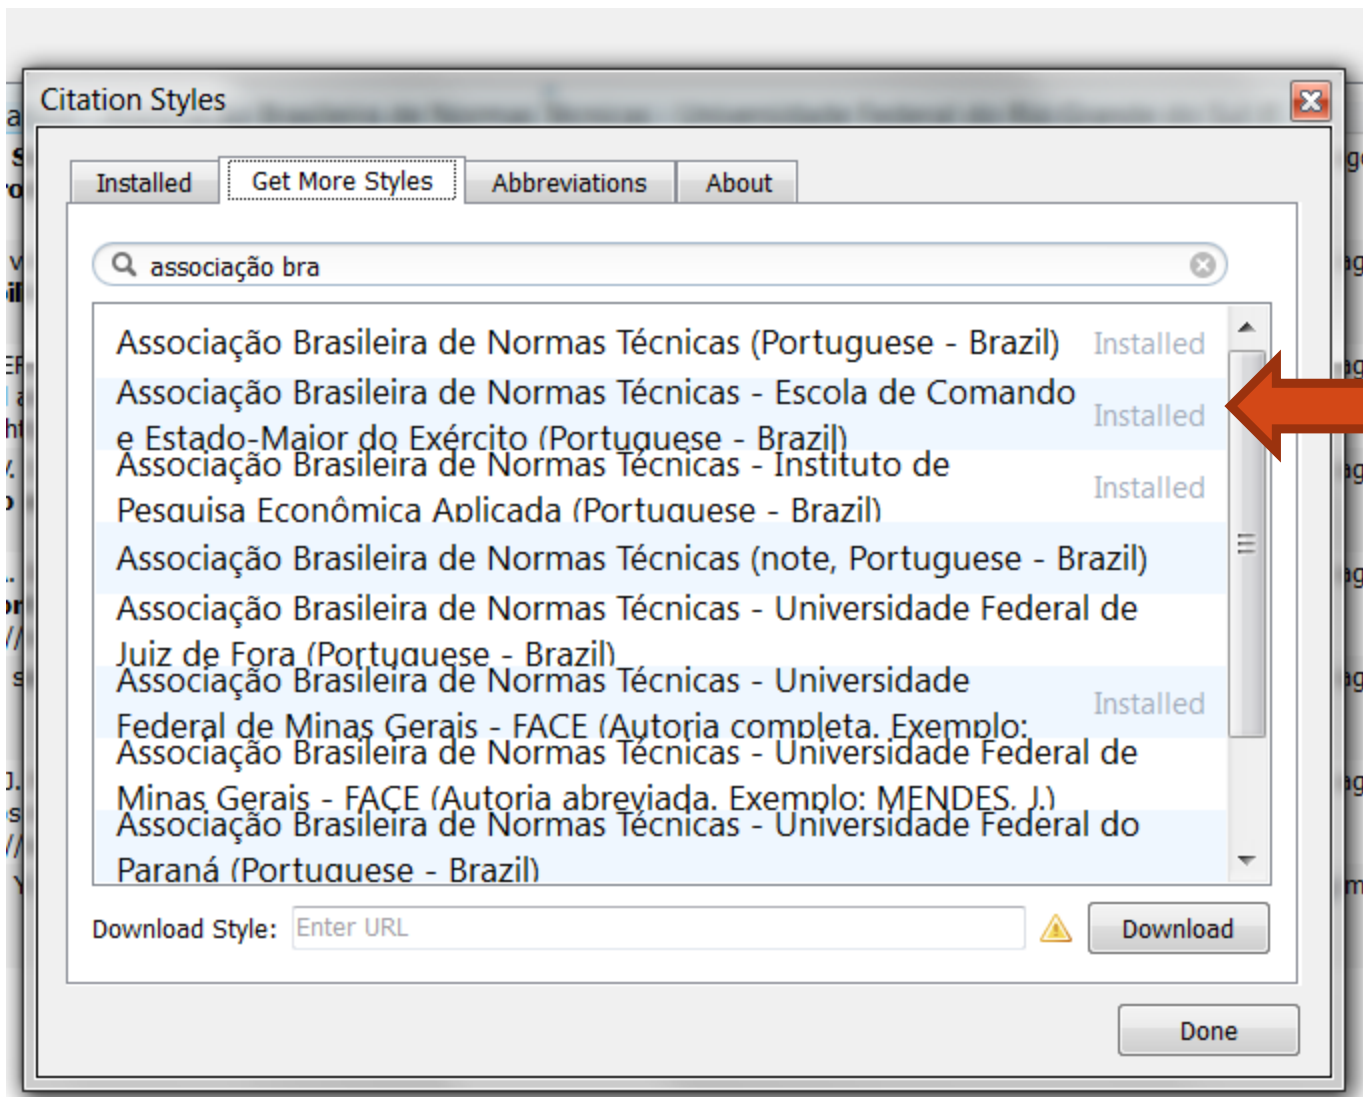 Citation Styles
Installed
Get More Styles
Abbreviations
About
associação bra
Associação Brasileira de Normas Técnicas (Portuguese - Brazil)
Installed
Associação Brasileira de Normas Técnicas - Escola de Comando
e Estado-Maior do Exército (Portuguese - Brazil)
Installed
Associação Brasileira de Normas Técnicas - Instituto de
Pesquisa Econômica Aplicada (Portuguese - Brazil)
Installed
Associação Brasileira de Normas Técnicas (note, Portuguese - Brazil)
Associação Brasileira de Normas Técnicas - Universidade Federal de
Juiz de Fora (Portuguese - Brazil)
Associação Brasileira de Normas Técnicas - Universidade
Federal de Minas Gerais - FACE (Autoria completa. Exemplo:
Installed
Associação Brasileira de Normas Técnicas - Universidade Federal de
Minas Gerais - FACE (Autoria abreviada. Exemplo: MENDES, J.)
Associação Brasileira de Normas Técnicas - Universidade Federal do
Paraná (Portuguese - Brazil)
Download Style:
Enter URL
Download
Done